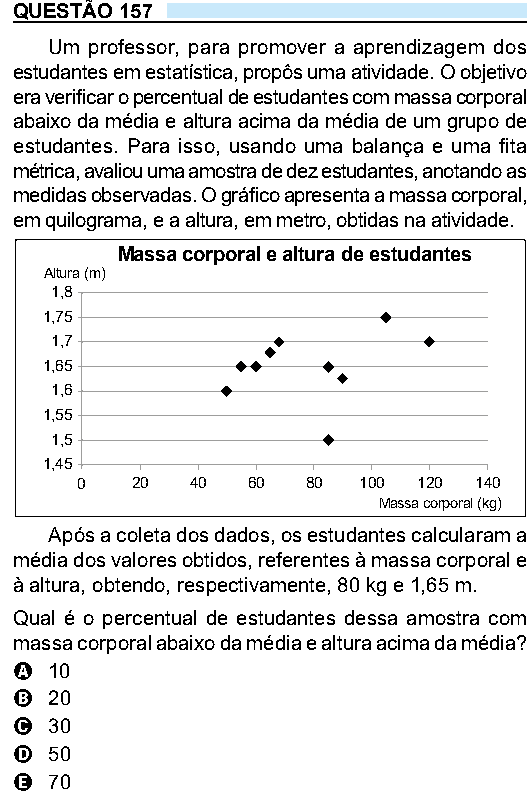 QUESTÃO 157
Um professor, para promover a aprendizagem dos
estudantes em estatística, propôs uma atividade. O objetivo
era verificar o percentual de estudantes com massa corporal
abaixo da média e altura acima da média de um grupo de
estudantes. Para isso, usando uma balança e uma fita
métrica, avaliou uma amostra de dez estudantes, anotando as
medidas observadas. O gráfico apresenta a massa corporal,
em quilograma, e a altura, em metro, obtidas na atividade.
Massa corporal e altura de estudantes
Altura (m)
1,8
1,75
1,7
1,65
1,6
1,55
1,5
1,45
0 20 40 60 80 100 120 140
Massa corporal (kg)
Após a coleta dos dados, os estudantes calcularam a
média dos valores obtidos, referentes à massa corporal e
à altura, obtendo, respectivamente, 80 kg e 1,65 m.
Qual é o percentual de estudantes dessa amostra com
massa corporal abaixo da média e altura acima da média?
A 10
B 20
C 30
D 50
E 70